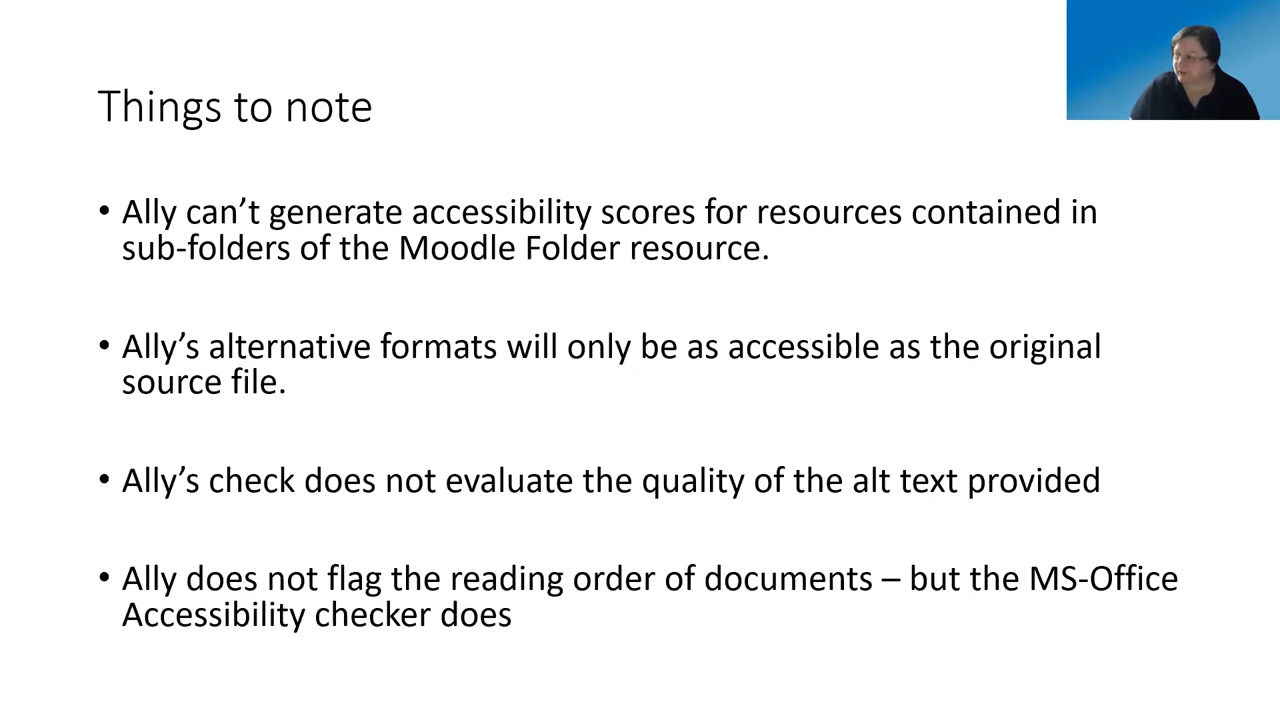 Things to note
• Ally can’t generate accessibility scores for resources contained in
sub-folders of the Moodle Folder resource.
• Ally’s alternative formats will only be as accessible as the original
source file.
• Ally’s check does not evaluate the quality of the alt text provided
• Ally does not flag the reading order of documents – but the MS-Office
Accessibility checker does